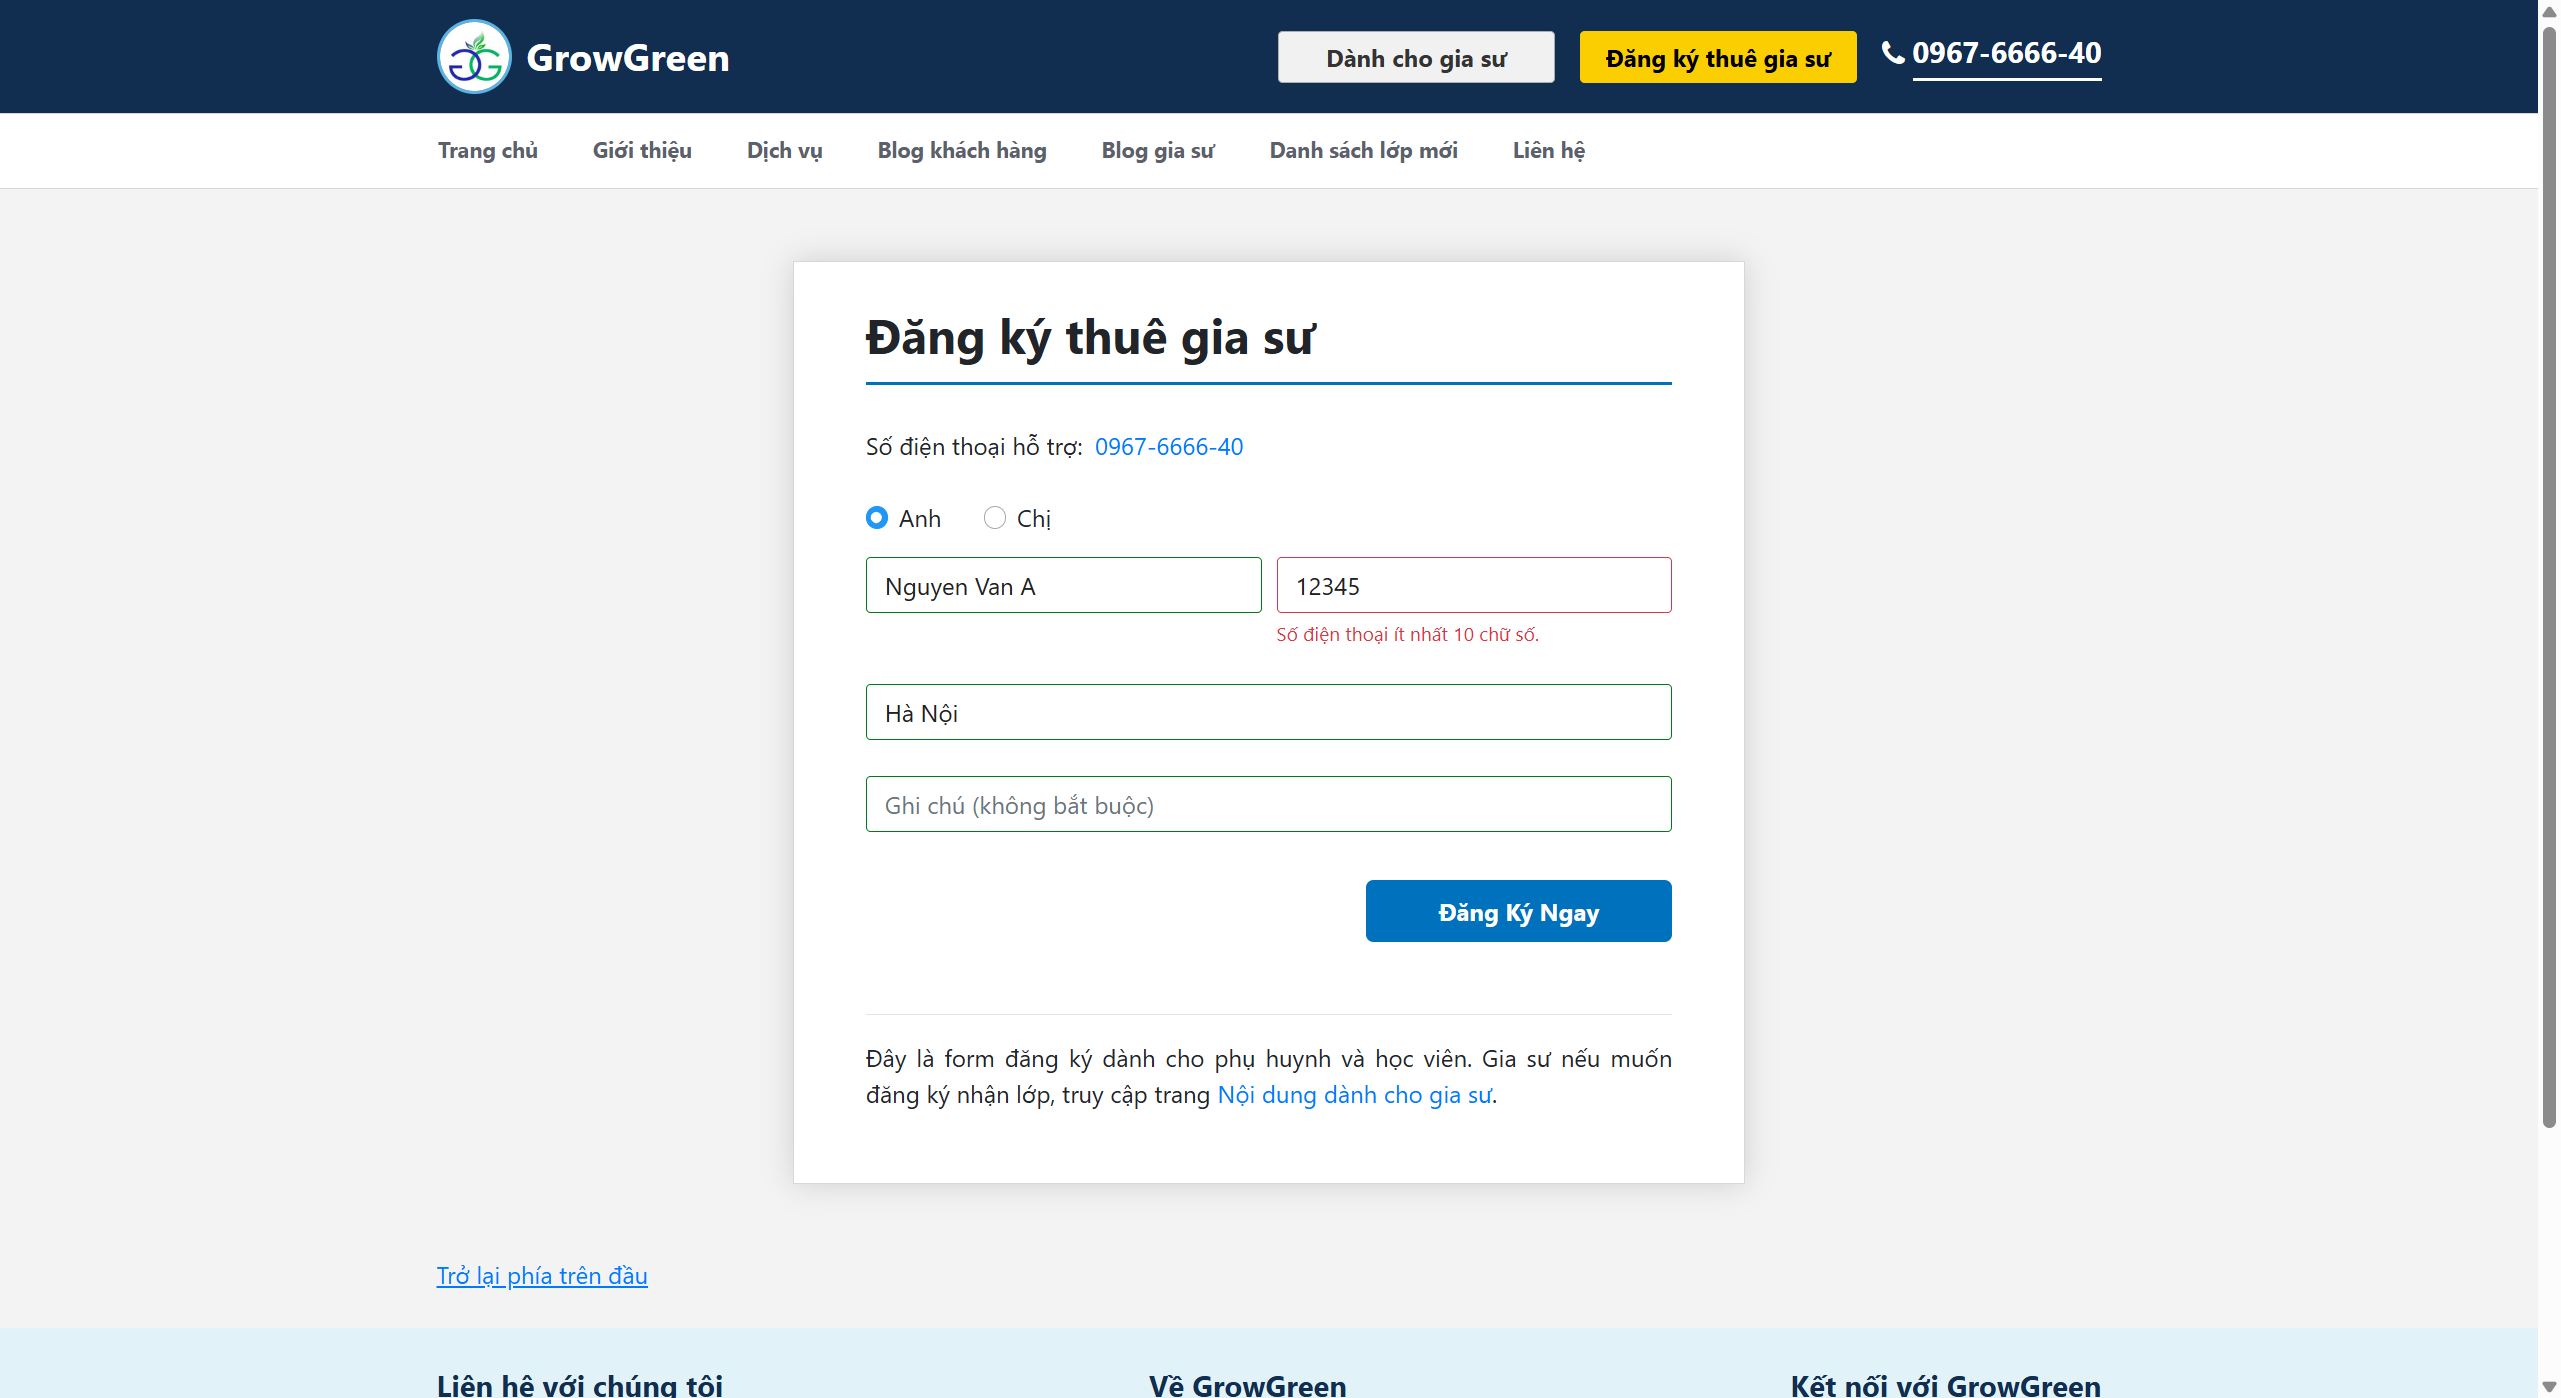 GrowGreen
Dành cho gia sư
Đăng ký thuê gia sư
0967-6666-40
Trang chủ
Giới thiệu
Dịch vụ
Blog khách hàng
Blog gia sư
Danh sách lớp mới
Liên hệ
Đăng ký thuê gia sư
Số điện thoại hỗ trợ: 0967-6666-40
Anh
Chị
Nguyen Van A
12345
Số điện thoại ít nhất 10 chữ số.
Hà Nội
Ghi chú (không bắt buộc)
Đăng Ký Ngay
Đây là form đăng ký dành cho phụ huynh và học viên. Gia sư nếu muốn
đăng ký nhận lớp, truy cập trang Nội dung dành cho gia sư.
Trở lại phía trên đầu
Liên hệ với chúng tôi
Về GrowGreen
Kết nối với GrowGreen